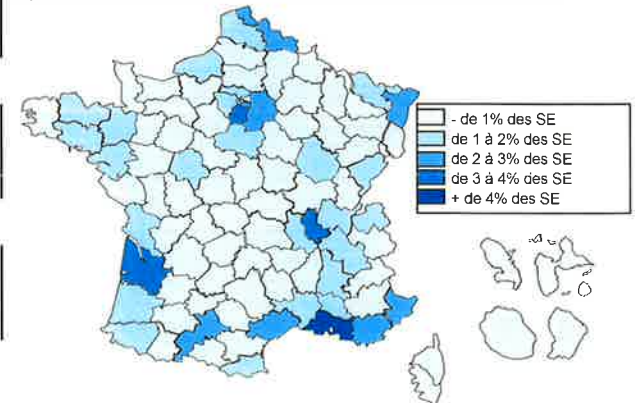 - de 1% des SE
de 1 à 2% des SE
de 2 à 3% des SE
de 3 à 4% des SE
+ de 4% des SE